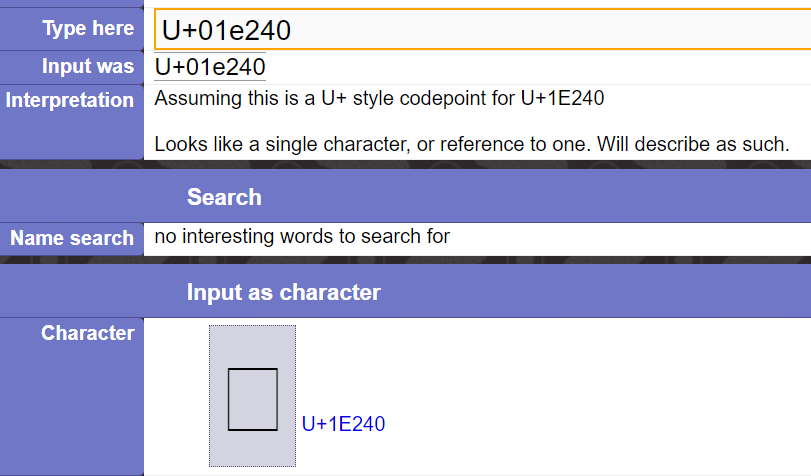 Type here U+01e240
Input was U+01e240
Interpretation Assuming this is a U+ style codepoint for U+1E240
Looks like a single character, or reference to one. Will describe as such.
Search
Name search no interesting words to search for
Input as character
Character U+1E240